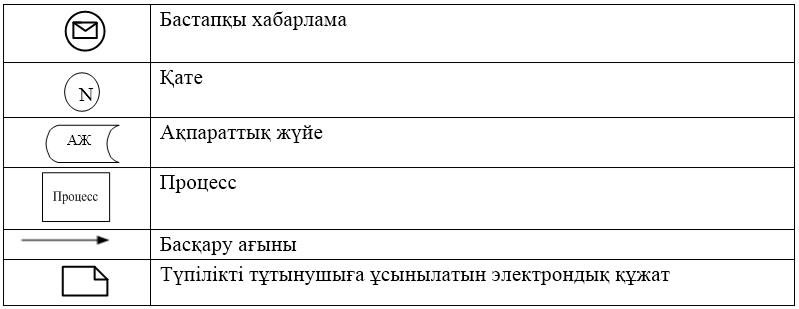 Бастапқы хабарлама
N
Қате
АЖ
Ақпараттық жүйе
Процесс
Процесс
Басқару ағыны
Түпілікті тұтынушыға ұсынылатын электрондық құжат